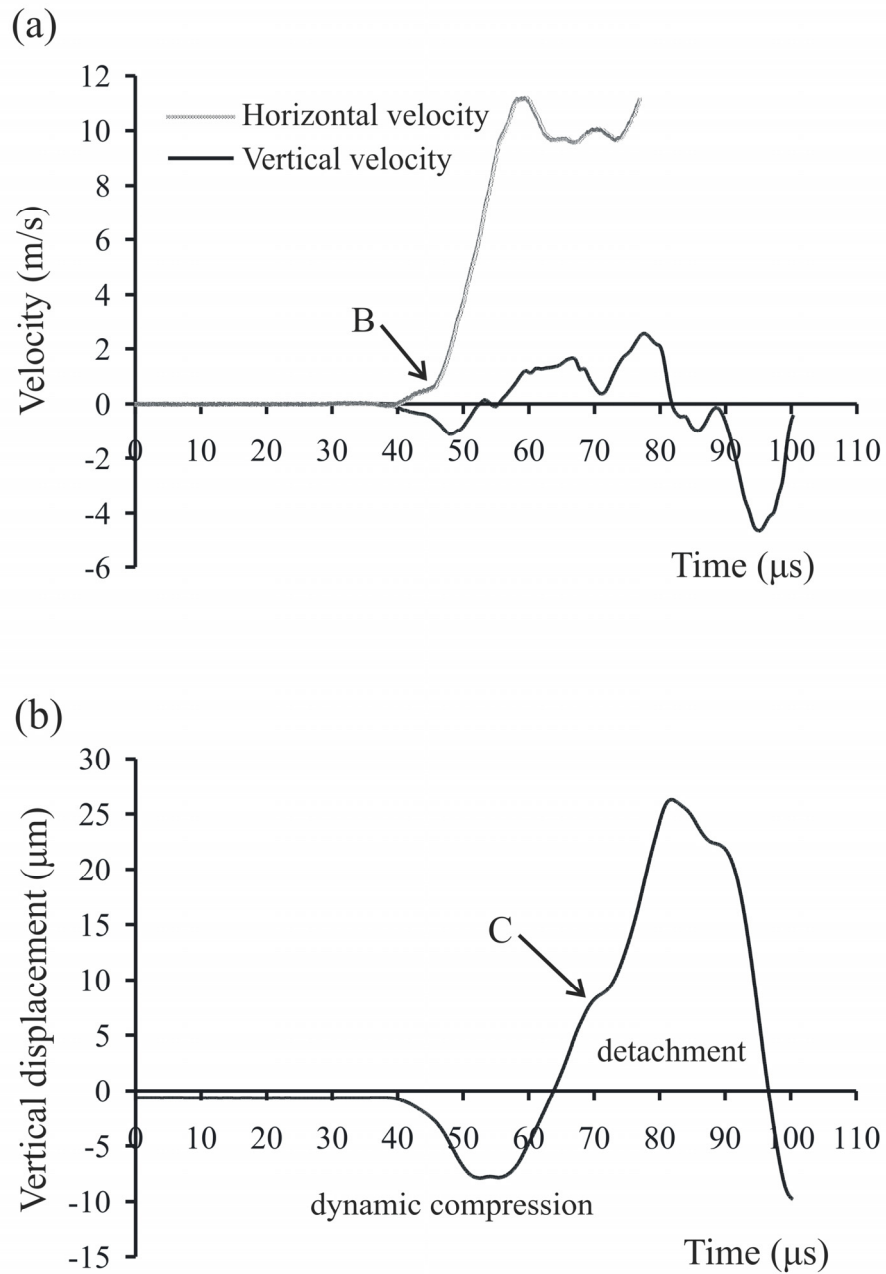 (a)
12
10
8
6
4
2
0
-2
-4
-6
Velocity (m/s)
Horizontal velocity
Vertical velocity
B
0 10 20 30 40 50 60 70 80 90 100 110
Time (μs)
(b)
30
25
20
15
10
5
0
-5
-10
-15
Vertical displacement (μm)
C
detachment
0 10 20 30 40 50 60 70 80 90 100 110
dynamic compression
Time (μs)